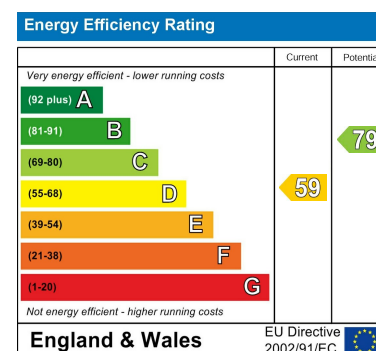 Energy Efficiency Rating
Current Potentia
Very energy efficient - lower running costs
(92 plus) A
(81-91) B
79
(69-80) C
(55-68) D
59
(39-54) E
(21-38) F
(1-20) G
Not energy efficient - higher running costs
England & Wales
EU Directive
2002/91/EC